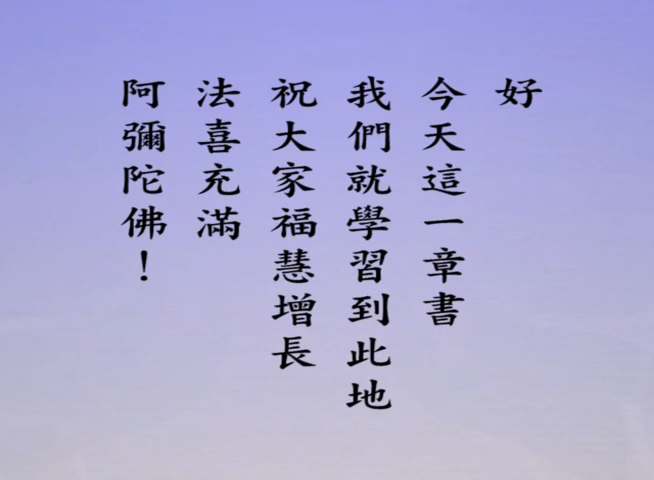 好
今天這一章書
我們就學習到此地
祝大家福慧增長
法喜充滿
阿彌陀佛！